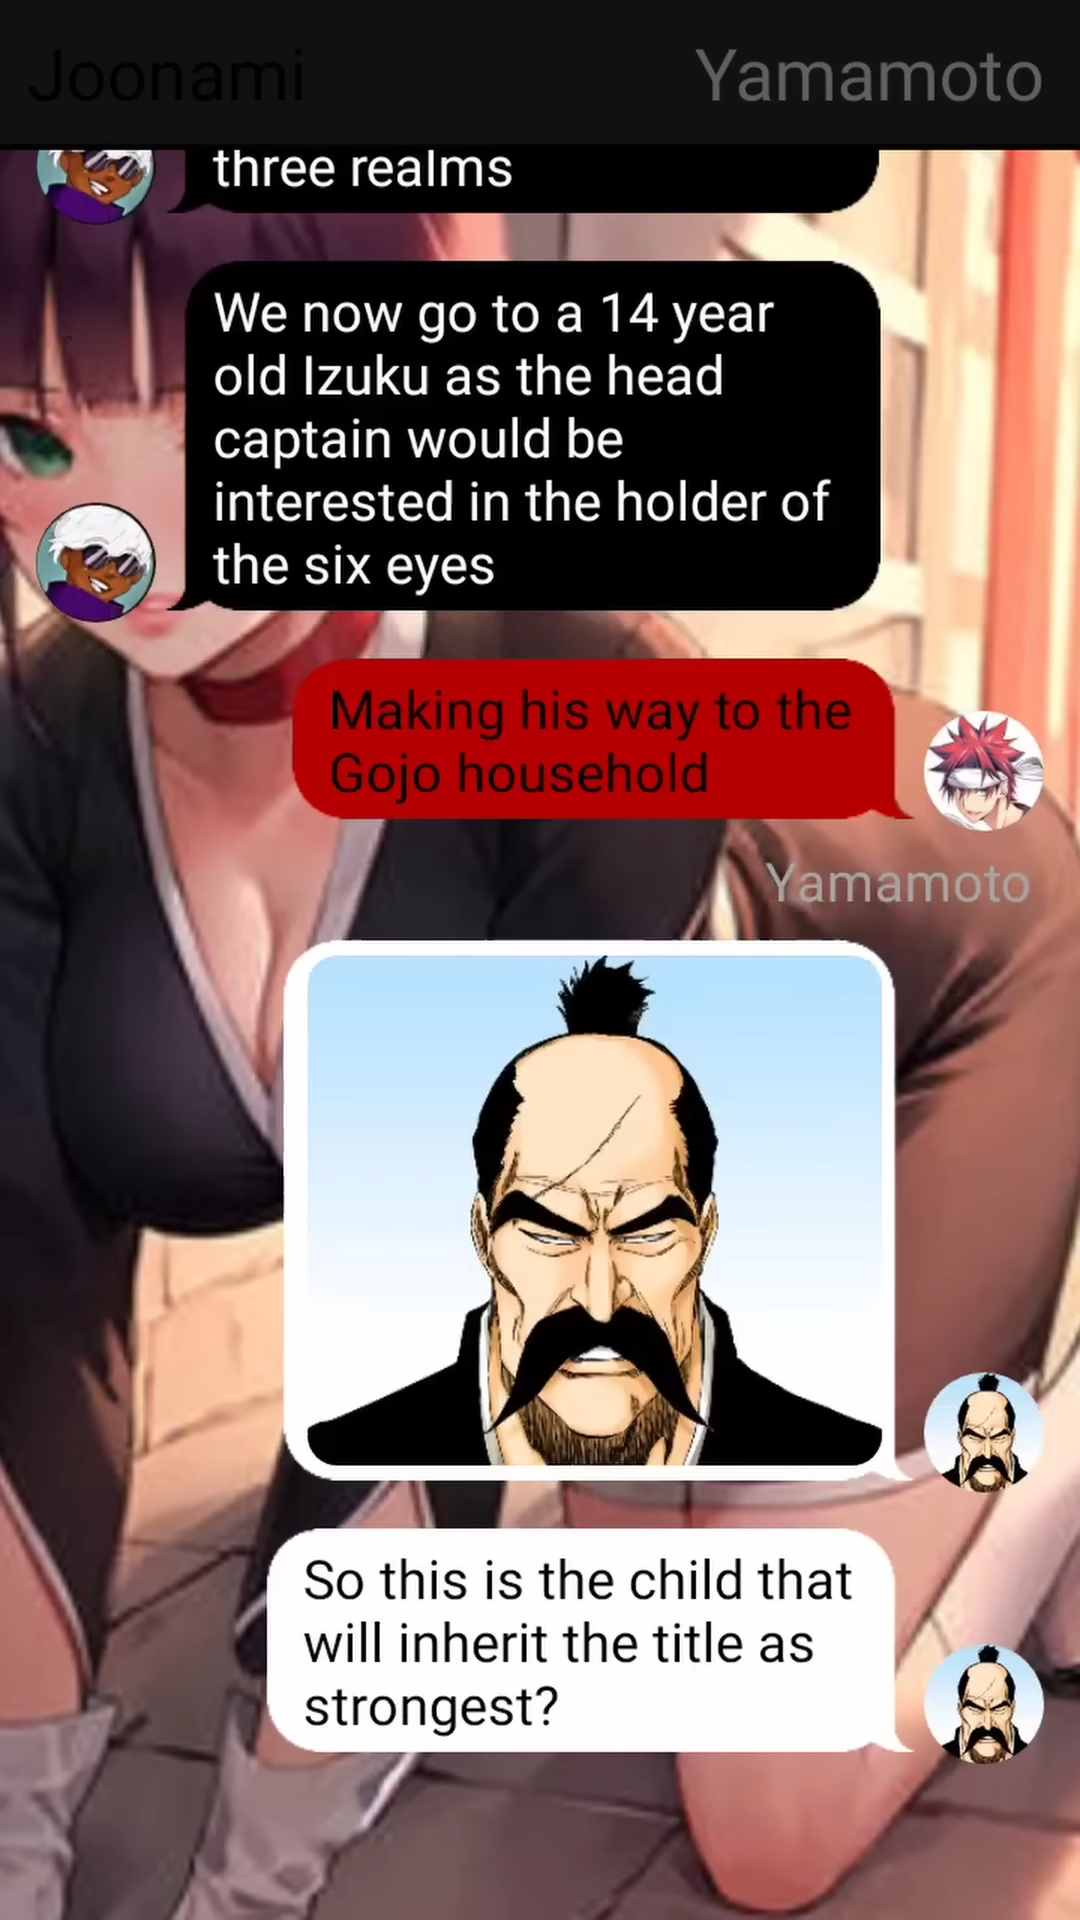 Joonami
Yamamoto
three realms
We now go to a 14 year
old Izuku as the head
captain would be
interested in the holder of
the six eyes
Making his way to the
Gojo household
Yamamoto
So this is the child that
will inherit the title as
strongest?